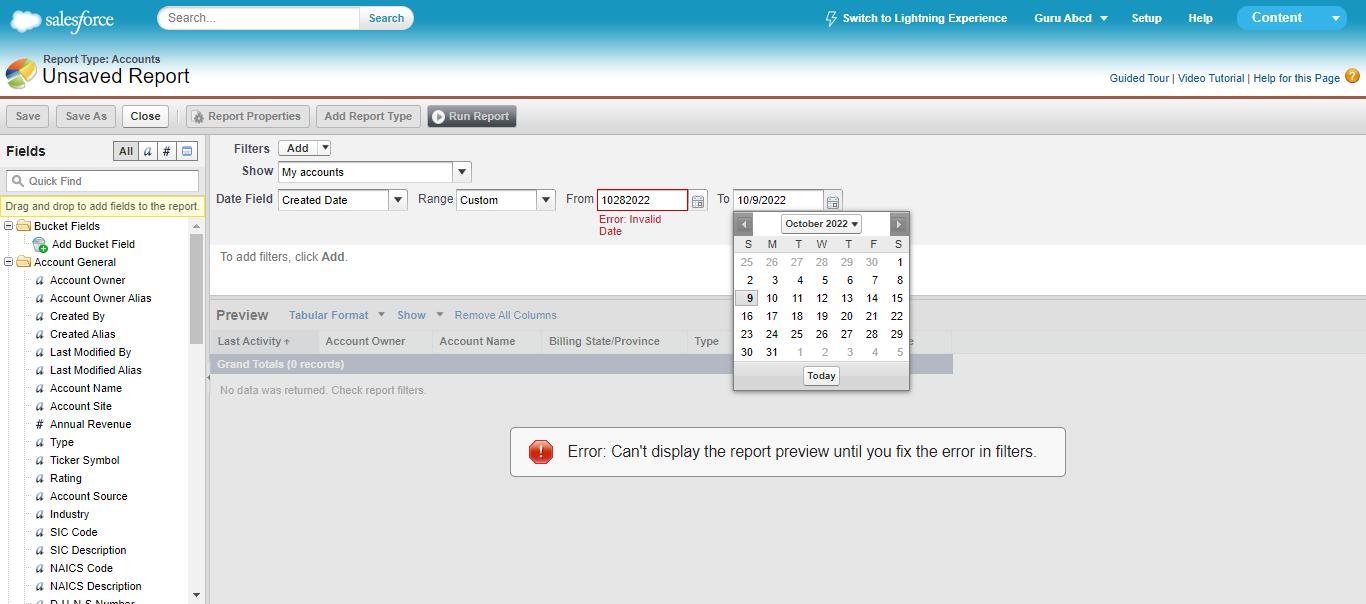 salesforce
Search...
Search
Switch to Lightning Experience
Guru Abcd
Setup
Help
Content
Report Type: Accounts
Unsaved Report
Guided Tour | Video Tutorial | Help for this Page ?
Save
Save As
Close
Report Properties
Add Report Type
Run Report
Fields
All
a
#
Quick Find
Drag and drop to add fields to the report.
Bucket Fields
Add Bucket Field
Account General
a Account Owner
a Account Owner Alias
a Created By
a Created Alias
a Last Modified By
a Last Modified Alias
a Account Name
a Account Site
# Annual Revenue
a Type
a Ticker Symbol
a Rating
a Account Source
a Industry
a SIC Code
a SIC Description
a NAICS Code
a NAICS Description
a D-U-N-S Number
Filters Add
Show My accounts
Date Field Created Date Range Custom From 10282022 To 10/9/2022
Error: Invalid
Date
October 2022
S M T W T F S
25 26 27 28 29 30 1
2 3 4 5 6 7 8
9 10 11 12 13 14 15
16 17 18 19 20 21 22
23 24 25 26 27 28 29
30 31 1 2 3 4 5
Today
To add filters, click Add.
Preview Tabular Format Show Remove All Columns
Last Activity Account Owner Account Name Billing State/Province Type
Grand Totals (0 records)
No data was returned. Check report filters.
! Error: Can't display the report preview until you fix the error in filters.